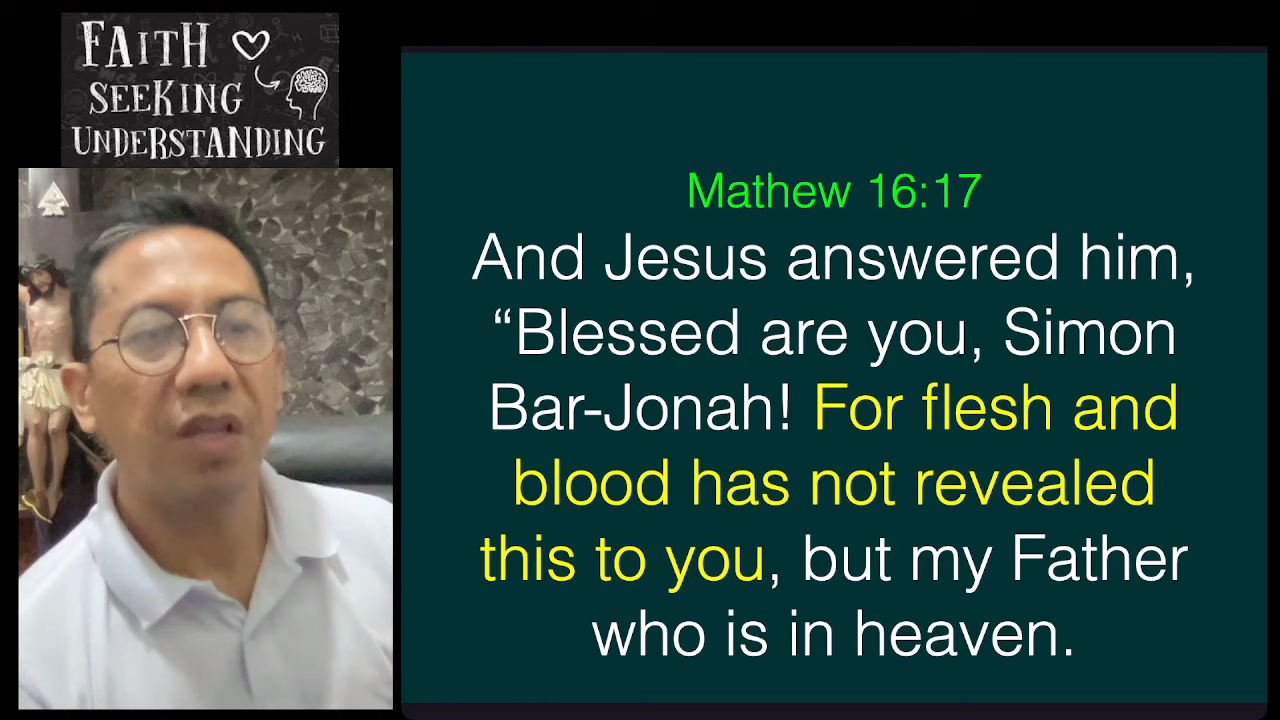 FAITH
SEEKING
UNDERSTANDING
Mathew 16:17
And Jesus answered him,
“Blessed are you, Simon
Bar-Jonah! For flesh and
blood has not revealed
this to you, but my Father
who is in heaven.